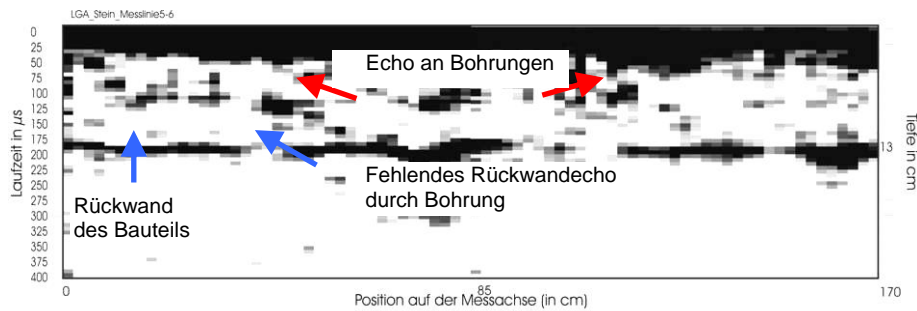 LGA_Stein_Messlinie5-6
0
25
50
75
100
125
150
175
200
225
250
275
300
325
350
375
400
Laufzeit in µs
Echo an Bohrungen
Rückwand
des Bauteils
Fehlendes Rückwandecho
durch Bohrung
13
Tiefe in cm
0
85
170
Position auf der Messachse (in cm)